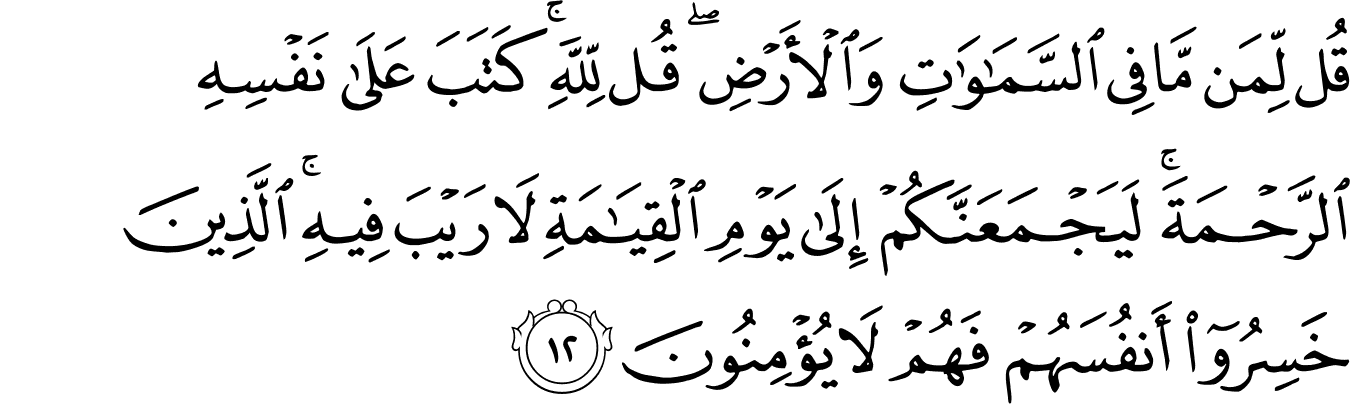 قُل لِّمَن مَّا فِى ٱلسَّمَـٰوَٰتِ وَٱلْأَرْضِ ۖ قُل لِّلَّهِ ۚ كَتَبَ عَلَىٰ نَفْسِهِ
ٱلرَّحْمَةَ ۚ لَيَجْمَعَنَّكُمْ إِلَىٰ يَوْمِ ٱلْقِيَـٰمَةِ لَا رَيْبَ فِيهِ ۚ ٱلَّذِينَ
خَسِرُوٓا۟ أَنفُسَهُمْ فَهُمْ لَا يُؤْمِنُونَ ١٢